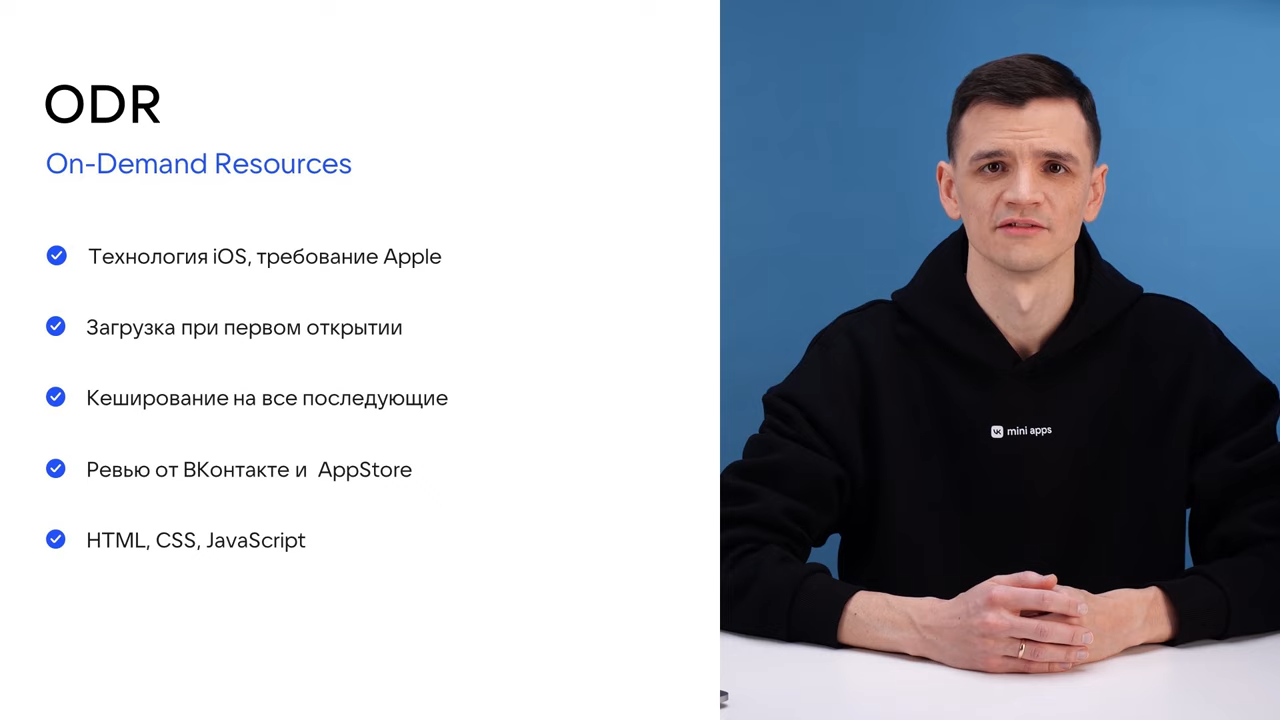 ODR
On-Demand Resources
Технология iOS, требование Apple
Загрузка при первом открытии
Кеширование на все последующие
Ревью от ВКонтакте и AppStore
HTML, CSS, JavaScript
VK mini apps